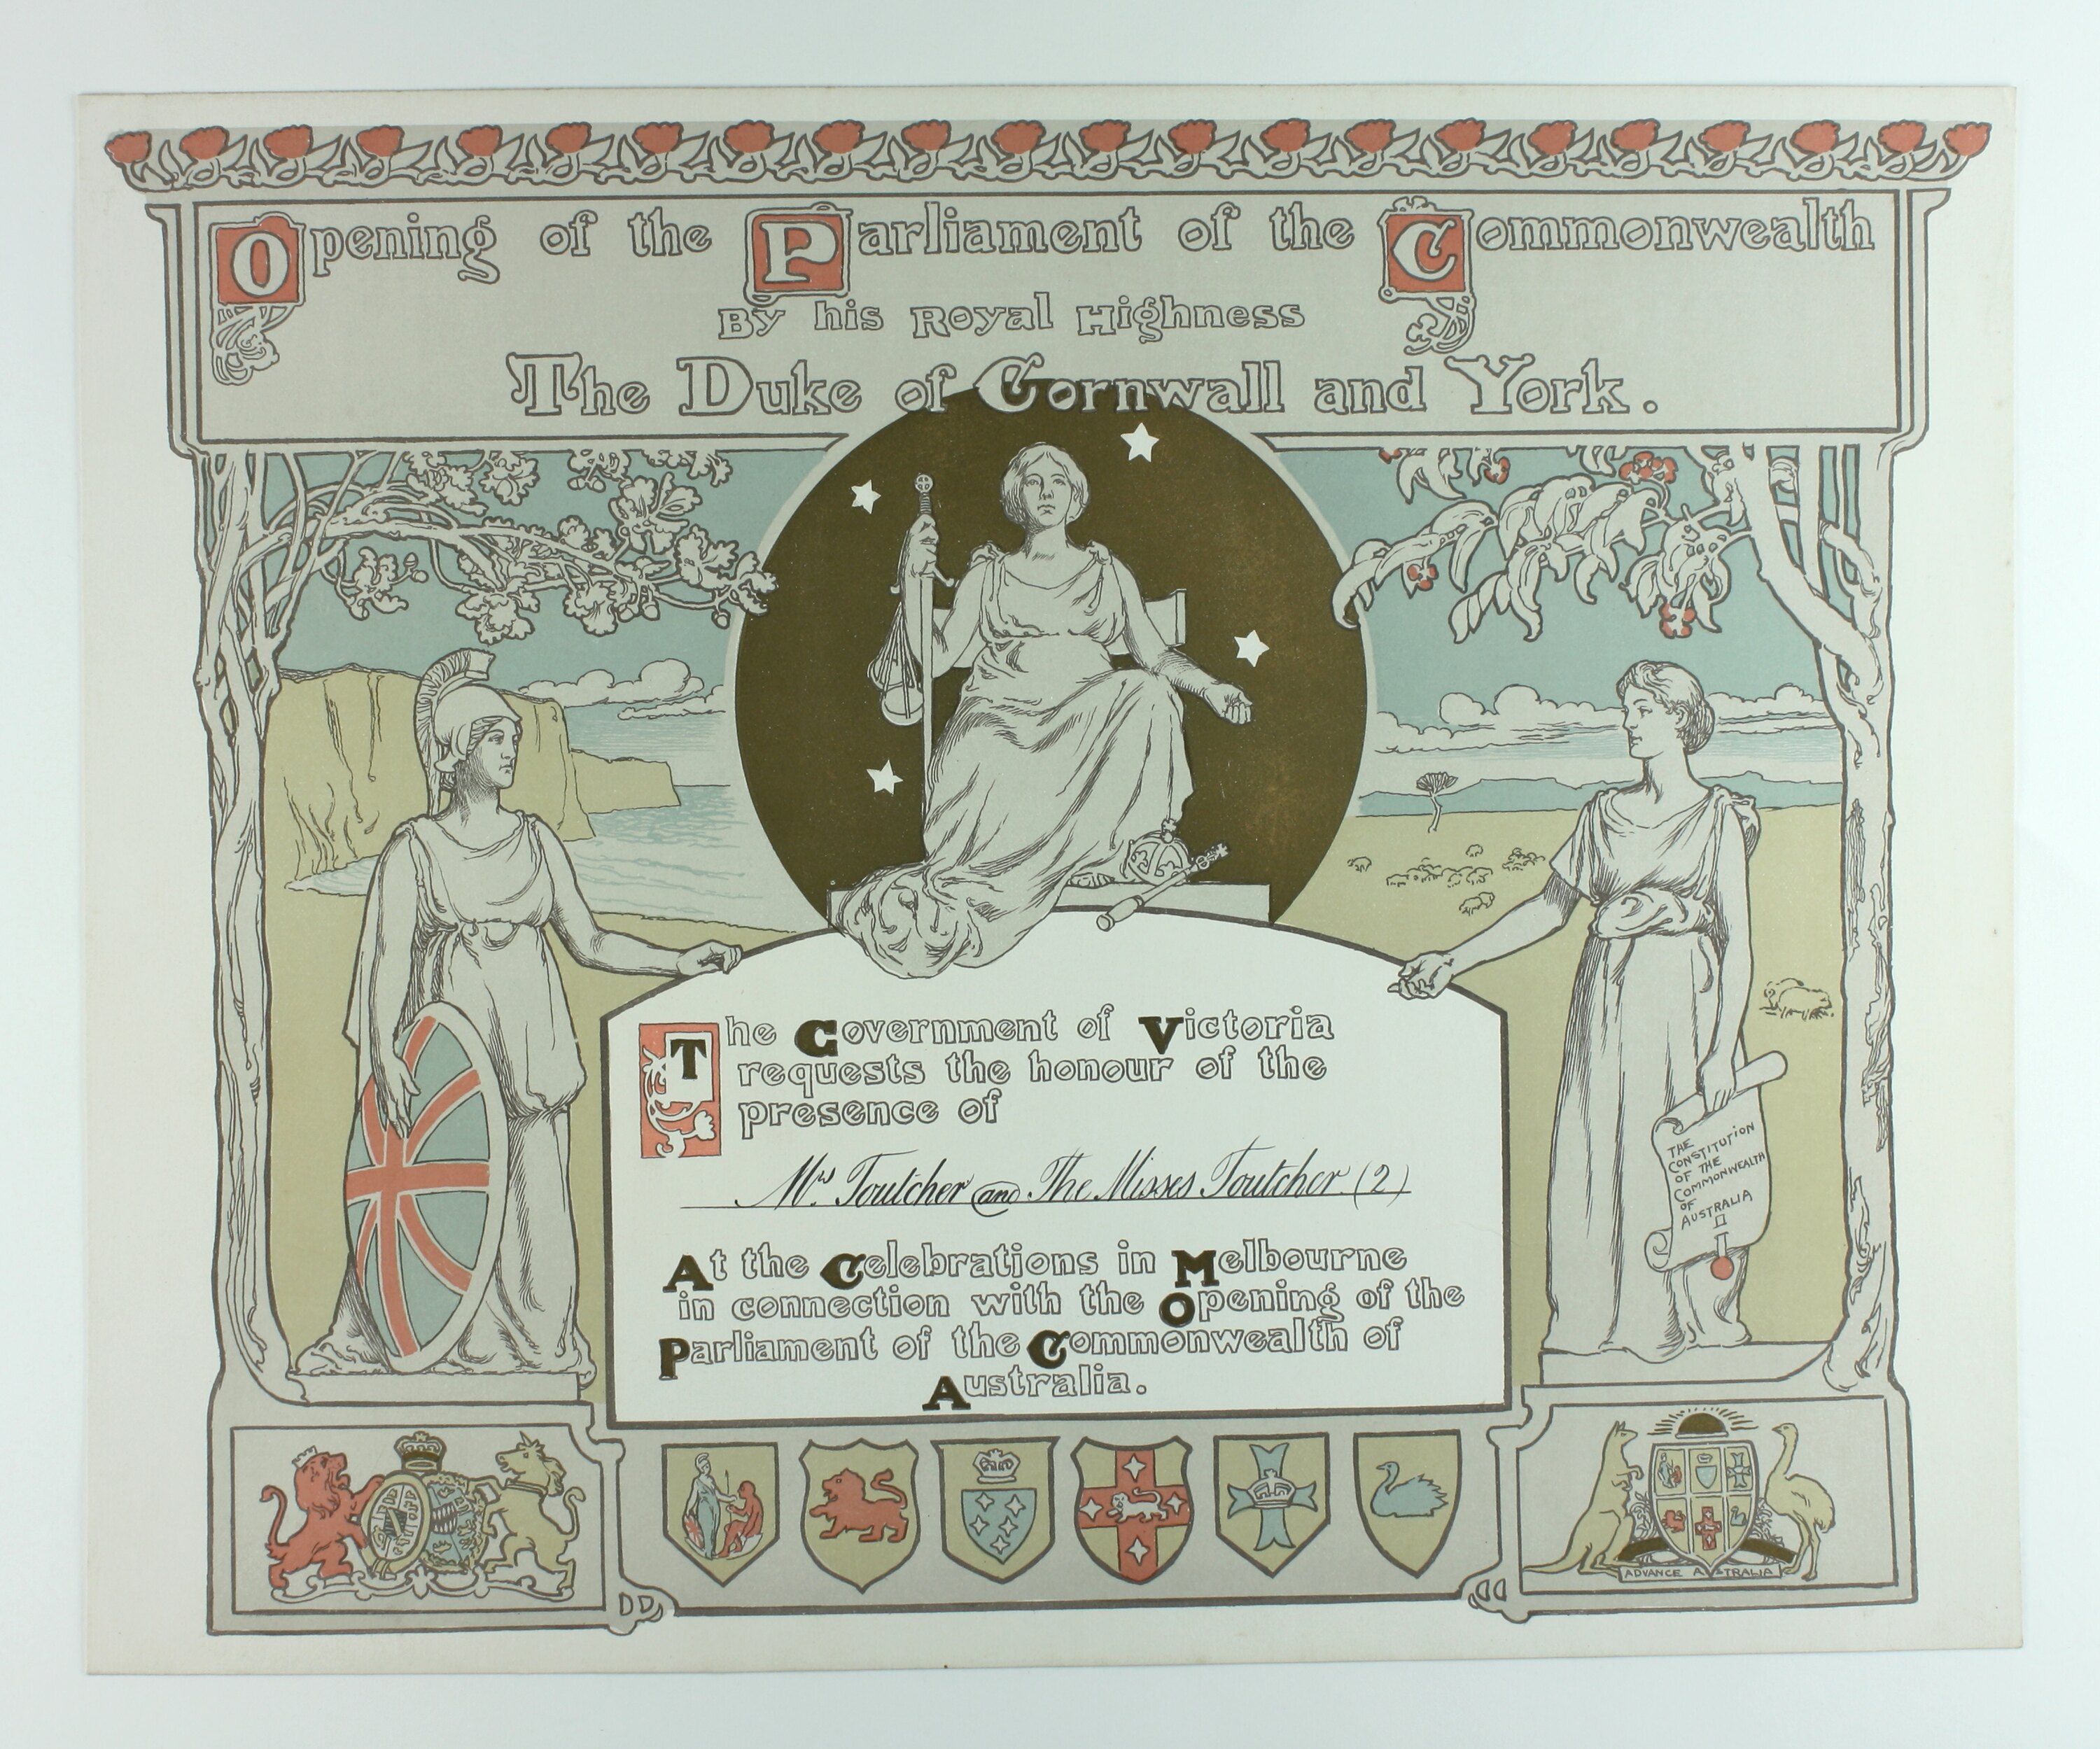 Opening of the Parliament of the Commonwealth
By his Royal Highness
The Duke of Cornwall and York.
The Government of Victoria
requests the honour of the
presence of
Mrs Toutcher and The Misses Toutcher (2)
At the Celebrations in Melbourne
in connection with the Opening of the
Parliament of the Commonwealth of
Australia.
THE
CONSTITUTION
OF THE
COMMONWEALTH
OF
AUSTRALIA
ADVANCE AUSTRALIA